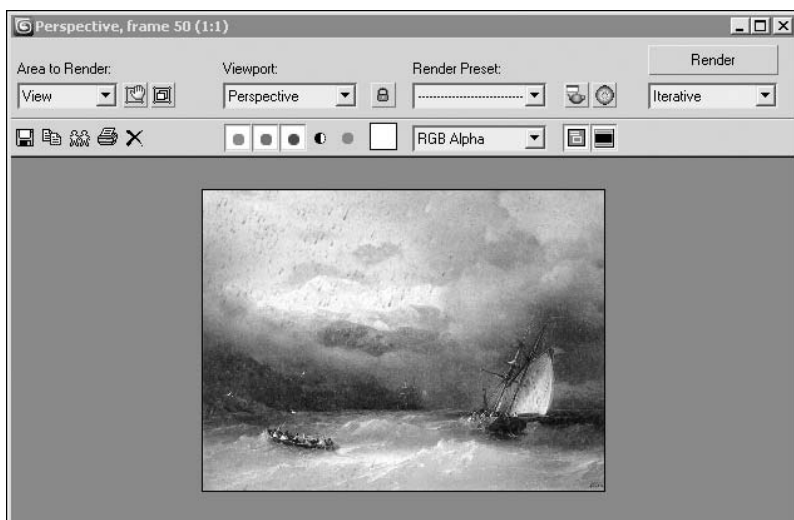 Perspective, frame 50 (1:1)
Area to Render:
View
Viewport:
Perspective
Render Preset:
Render
Iterative
RGB Alpha